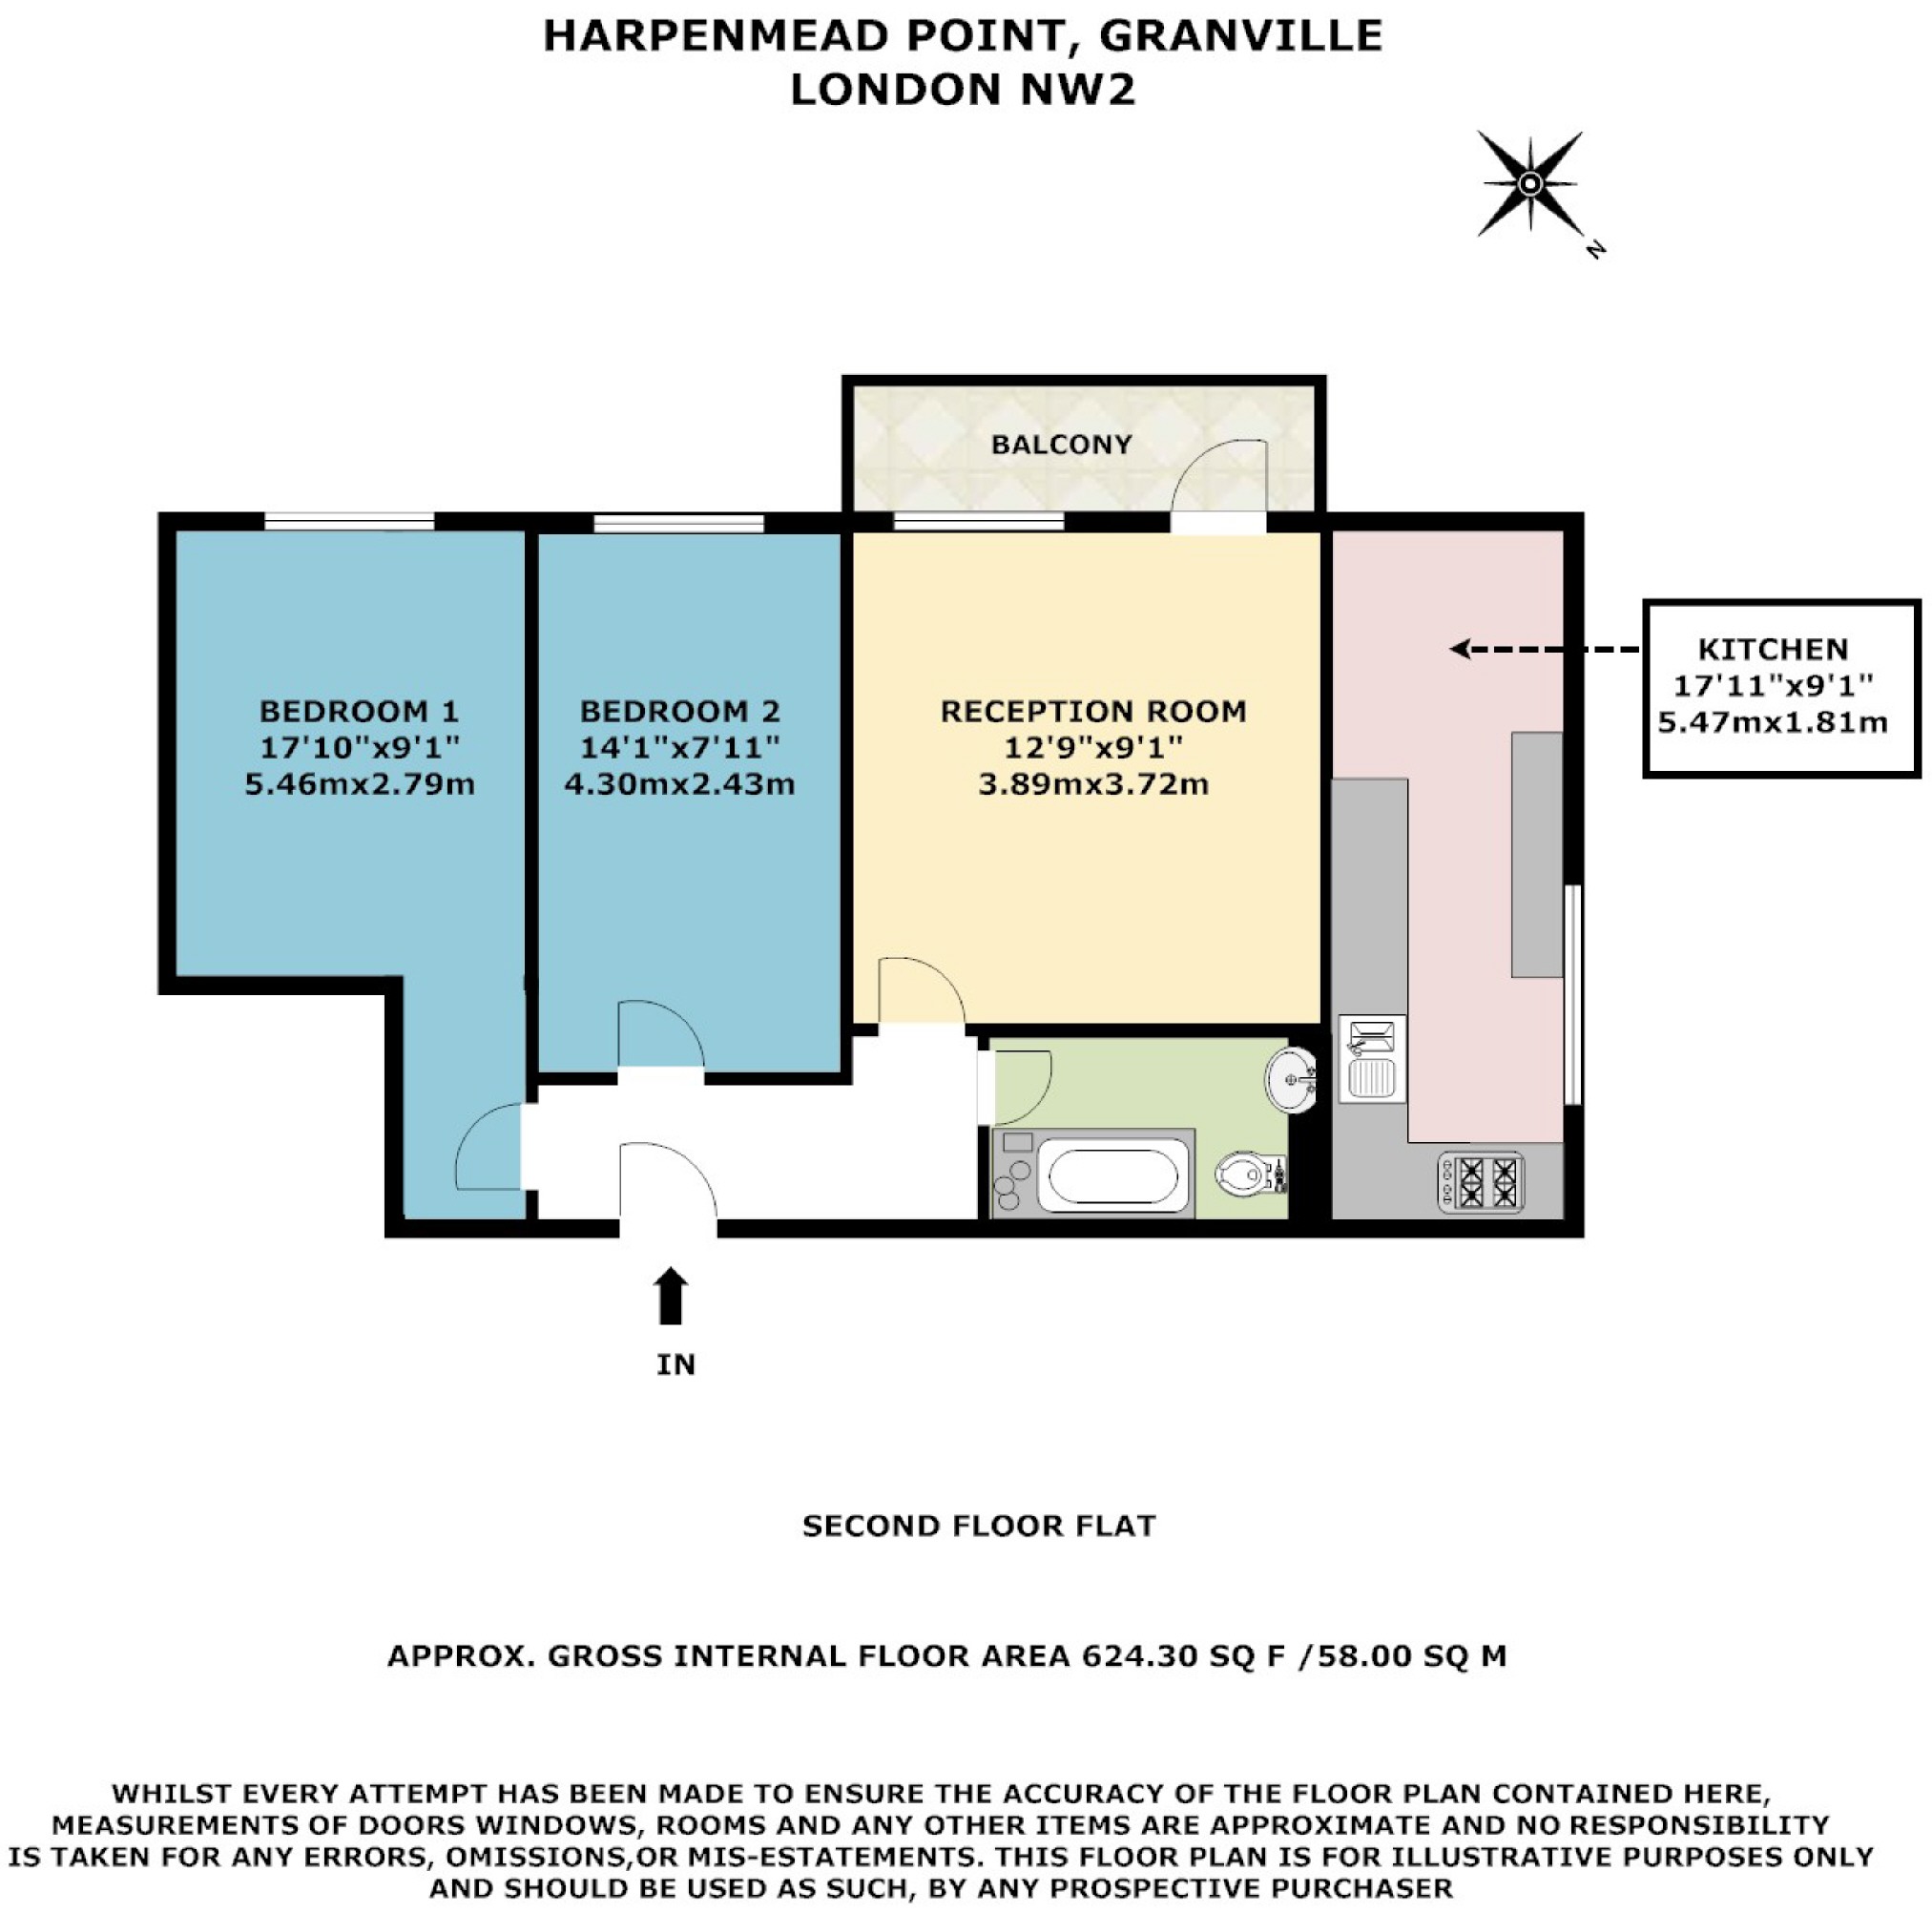 HARPENMEAD POINT, GRANVILLE
LONDON NW2
N
BALCONY
KITCHEN
17'11"x9'1"
5.47mx1.81m
BEDROOM 1
17'10"x9'1"
5.46mx2.79m
BEDROOM 2
14'1"x7'11"
4.30mx2.43m
RECEPTION ROOM
12'9"x9'1"
3.89mx3.72m
IN
SECOND FLOOR FLAT
APPROX. GROSS INTERNAL FLOOR AREA 624.30 SQ F /58.00 SQ M
WHILST EVERY ATTEMPT HAS BEEN MADE TO ENSURE THE ACCURACY OF THE FLOOR PLAN CONTAINED HERE,
MEASUREMENTS OF DOORS WINDOWS, ROOMS AND ANY OTHER ITEMS ARE APPROXIMATE AND NO RESPONSIBILITY
IS TAKEN FOR ANY ERRORS, OMISSIONS,OR MIS-ESTATEMENTS. THIS FLOOR PLAN IS FOR ILLUSTRATIVE PURPOSES ONLY
AND SHOULD BE USED AS SUCH, BY ANY PROSPECTIVE PURCHASER